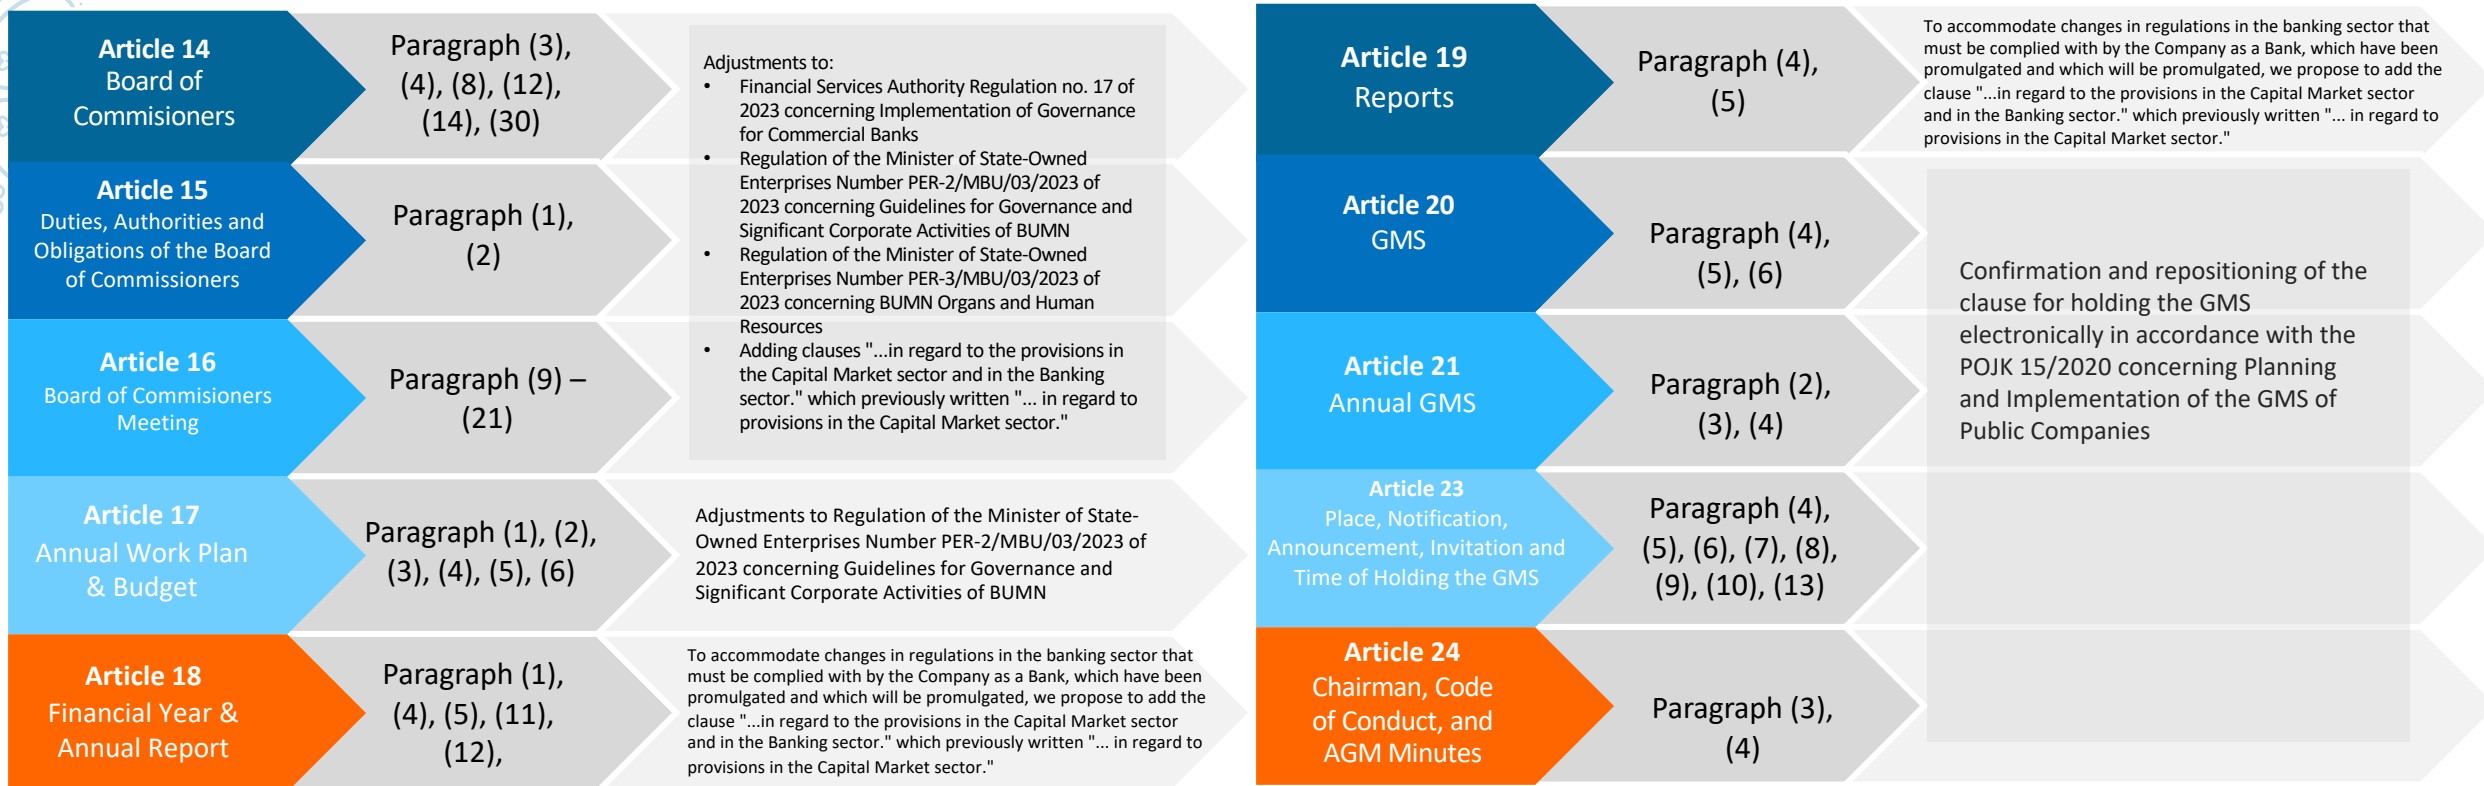 Article 14
Board of
Commisioners
Paragraph (3),
(4), (8), (12),
(14), (30)
Article 15
Duties, Authorities and
Obligations of the Board
of Commissioners
Paragraph (1),
(2)
Article 16
Board of Commisioners
Meeting
Paragraph (9) –
(21)
Adjustments to:
• Financial Services Authority Regulation no. 17 of
2023 concerning Implementation of Governance
for Commercial Banks
• Regulation of the Minister of State-Owned
Enterprises Number PER-2/MBU/03/2023 of
2023 concerning Guidelines for Governance and
Significant Corporate Activities of BUMN
• Regulation of the Minister of State-Owned
Enterprises Number PER-3/MBU/03/2023 of
2023 concerning BUMN Organs and Human
Resources
• Adding clauses "...in regard to the provisions in
the Capital Market sector and in the Banking
sector." which previously written "... in regard to
provisions in the Capital Market sector."
Article 17
Annual Work Plan
& Budget
Paragraph (1), (2),
(3), (4), (5), (6)
Adjustments to Regulation of the Minister of State-
Owned Enterprises Number PER-2/MBU/03/2023 of
2023 concerning Guidelines for Governance and
Significant Corporate Activities of BUMN
Article 18
Financial Year &
Annual Report
Paragraph (1),
(4), (5), (11),
(12),
To accommodate changes in regulations in the banking sector that
must be complied with by the Company as a Bank, which have been
promulgated and which will be promulgated, we propose to add the
clause "...in regard to the provisions in the Capital Market sector
and in the Banking sector." which previously written "... in regard to
provisions in the Capital Market sector."
Article 19
Reports
Paragraph (4),
(5)
To accommodate changes in regulations in the banking sector that
must be complied with by the Company as a Bank, which have been
promulgated and which will be promulgated, we propose to add the
clause "...in regard to the provisions in the Capital Market sector
and in the Banking sector." which previously written "... in regard to
provisions in the Capital Market sector."
Article 20
GMS
Paragraph (4),
(5), (6)
Article 21
Annual GMS
Paragraph (2),
(3), (4)
Article 23
Place, Notification,
Announcement, Invitation and
Time of Holding the GMS
Paragraph (4),
(5), (6), (7), (8),
(9), (10), (13)
Article 24
Chairman, Code
of Conduct, and
AGM Minutes
Paragraph (3),
(4)
Confirmation and repositioning of the
clause for holding the GMS
electronically in accordance with the
POJK 15/2020 concerning Planning
and Implementation of the GMS of
Public Companies